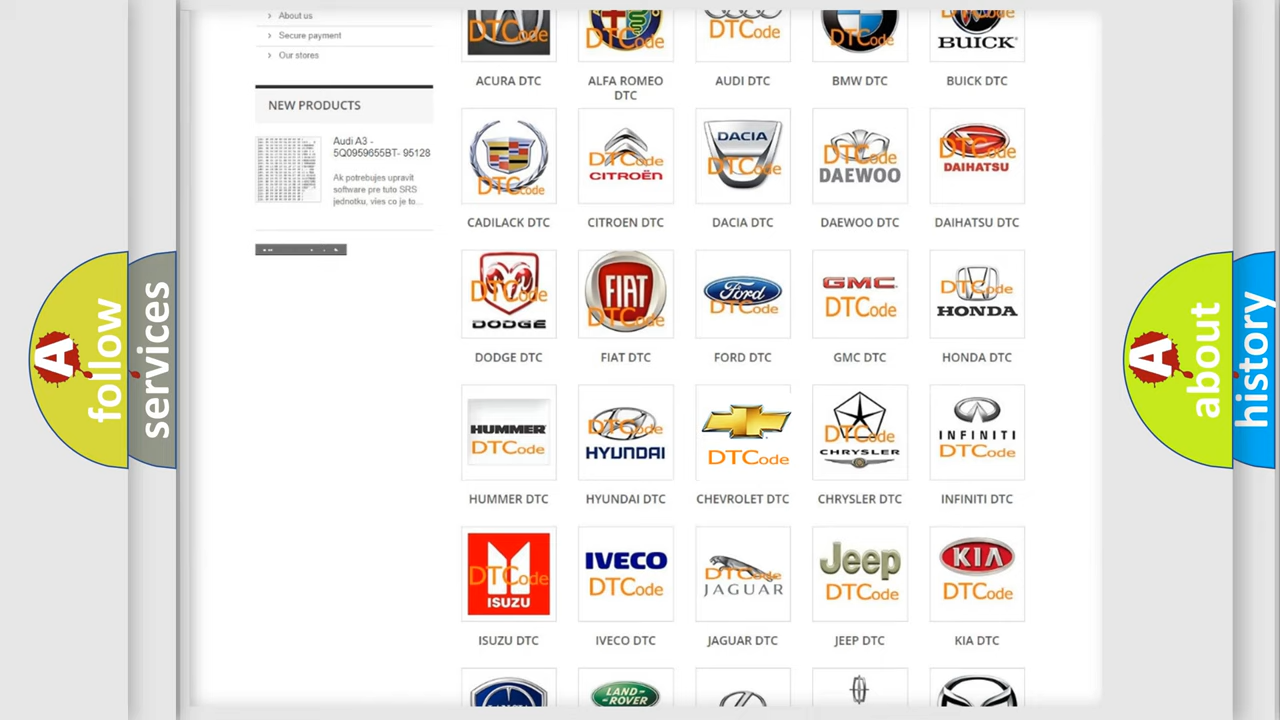 About us
Secure payment
Our stores
NEW PRODUCTS
Audi A3 -
5Q0959655BT- 95128
Ak potrebujes upravit
software pre tuto SRS
jednotku, vies co je to...
DTCode
DTCode
DTCode
DTCode
BUICK
ACURA DTC
ALFA ROMEO
DTC
AUDI DTC
BMW DTC
BUICK DTC
DTCode
DTCode
CITROËN
DACIA
DTCode
DTCode
DAEWOO
DTCode
DAIHATSU
CADILACK DTC
CITROEN DTC
DACIA DTC
DAEWOO DTC
DAIHATSU DTC
DTCode
DODGE
FIAT
DTCode
Ford
DTCode
GMC
DTCode
DTCode
HONDA
DODGE DTC
FIAT DTC
FORD DTC
GMC DTC
HONDA DTC
HUMMER
DTCode
DTCode
HYUNDAI
DTCode
DTCode
CHRYSLER
INFINITI
DTCode
HUMMER DTC
HYUNDAI DTC
CHEVROLET DTC
CHRYSLER DTC
INFINITI DTC
DTCode
ISUZU
IVECO
DTCode
DTCode
JAGUAR
Jeep
DTCode
KIA
DTCode
ISUZU DTC
IVECO DTC
JAGUAR DTC
JEEP DTC
KIA DTC
LAND-
ROVER
A
follow
services
A
about
history